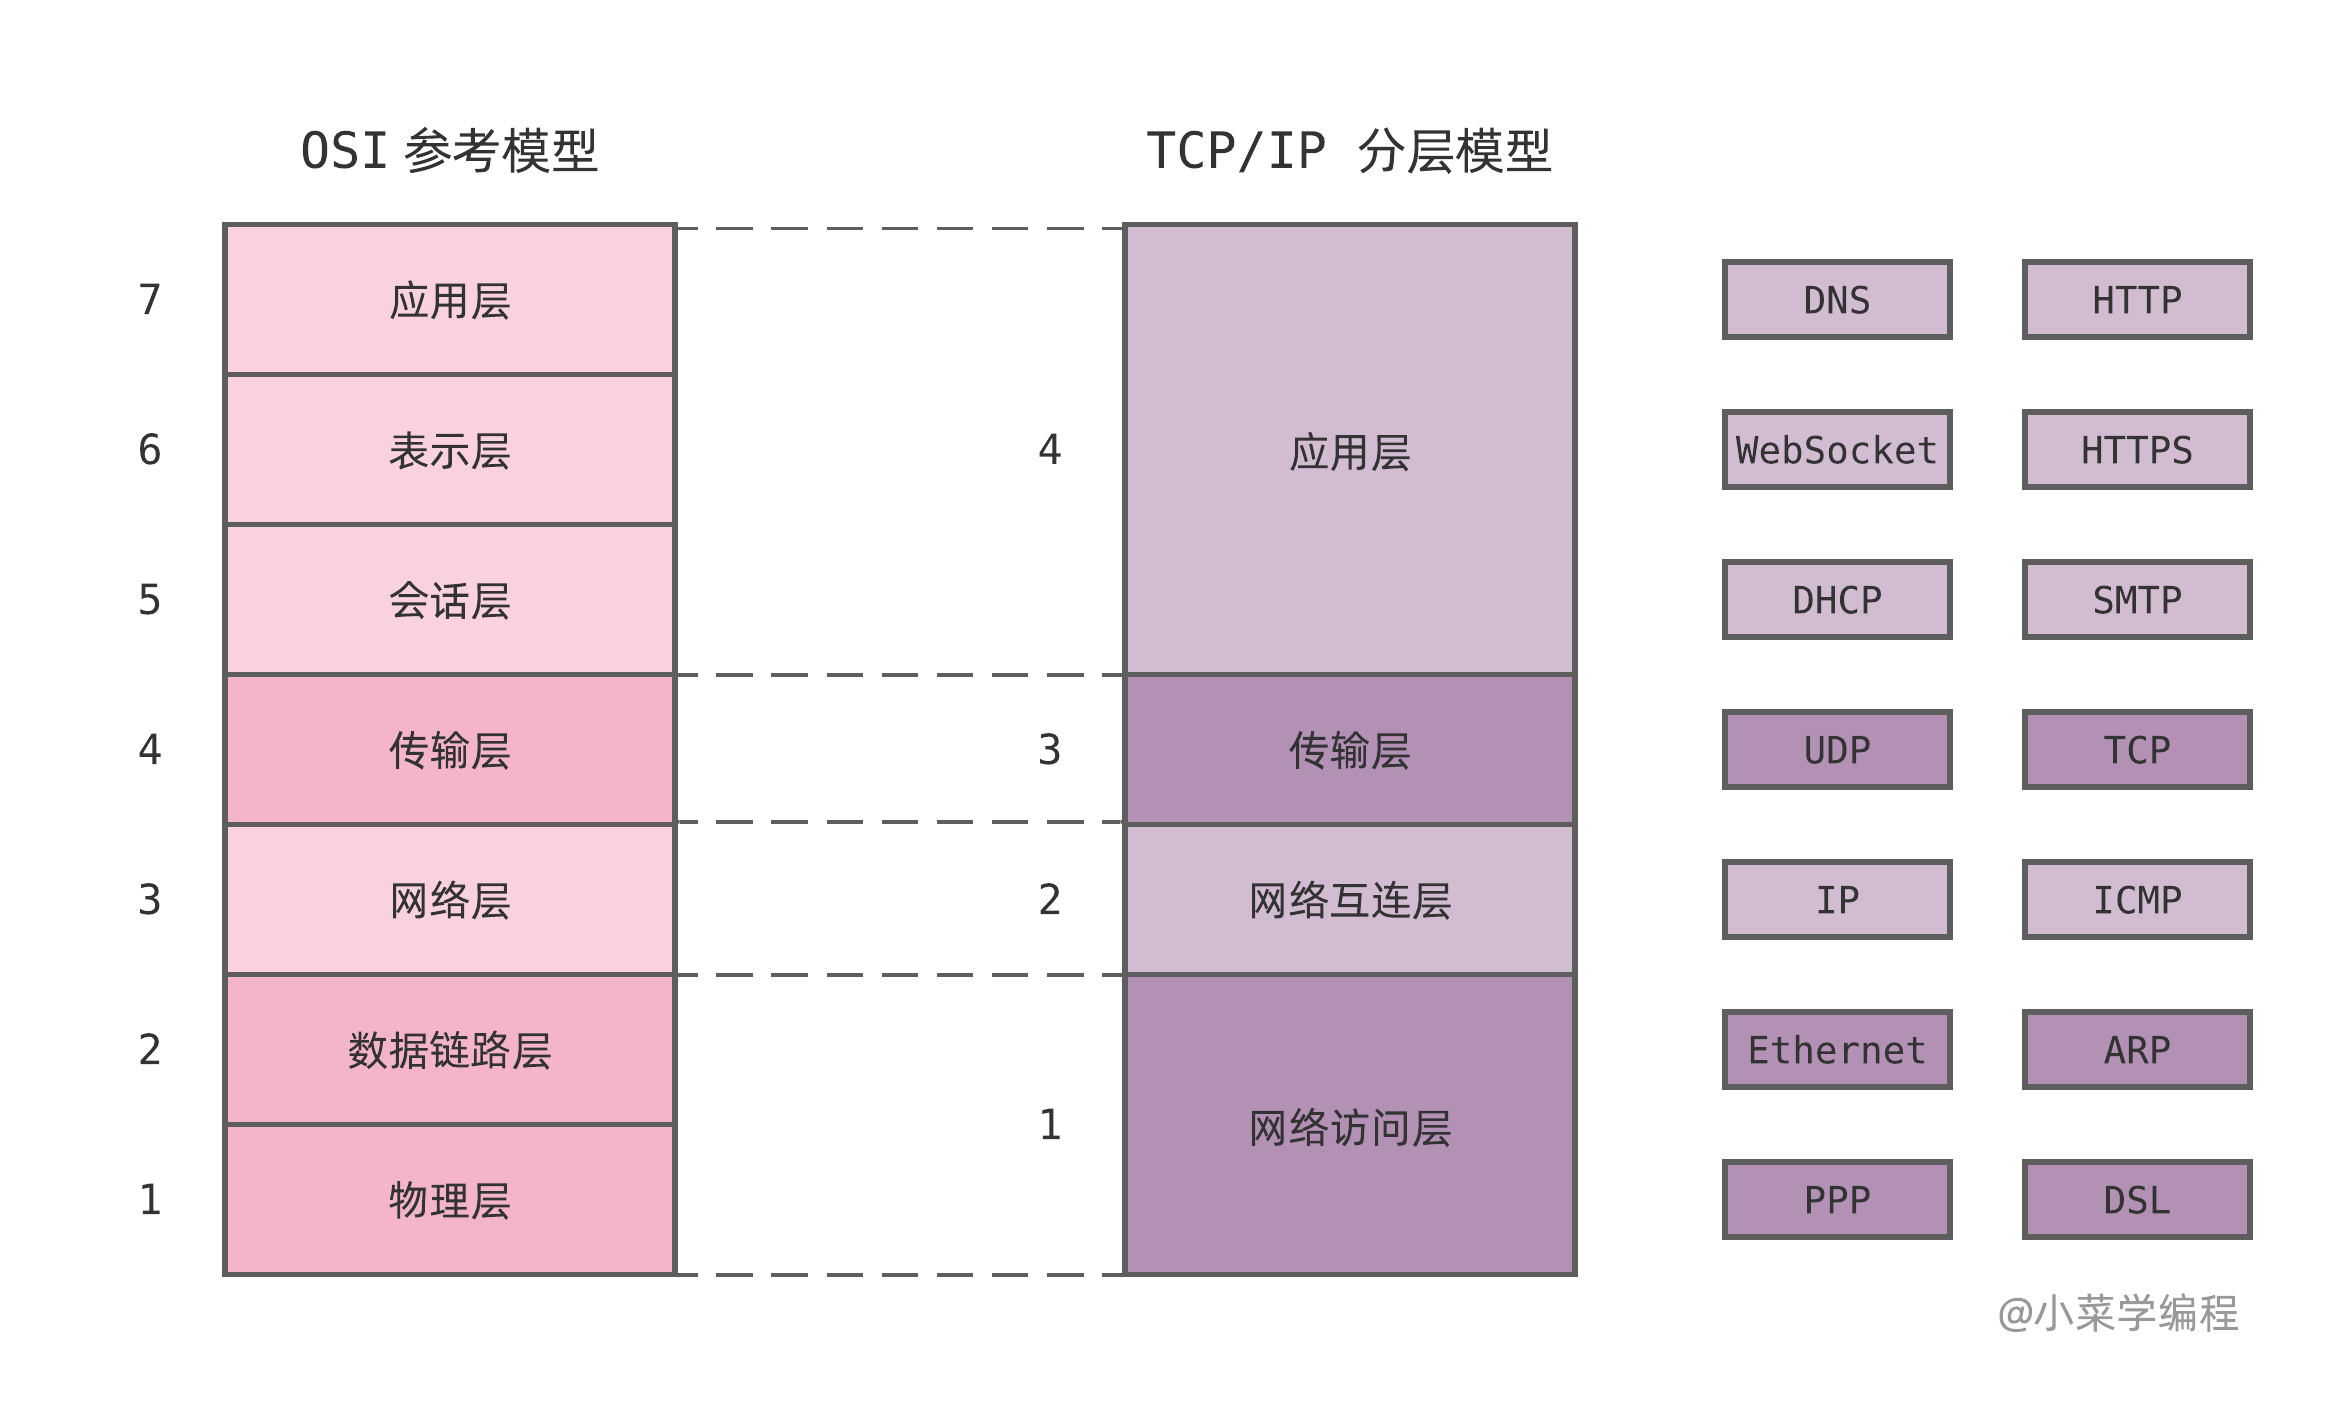 OSI 参考模型
TCP/IP 分层模型
7 应用层 DNS HTTP
6 表示层 4 应用层 WebSocket HTTPS
5 会话层 DHCP SMTP
4 传输层 3 传输层 UDP TCP
3 网络层 2 网络互连层 IP ICMP
2 数据链路层 Ethernet ARP
1 网络访问层
1 物理层 PPP DSL
@小菜学编程